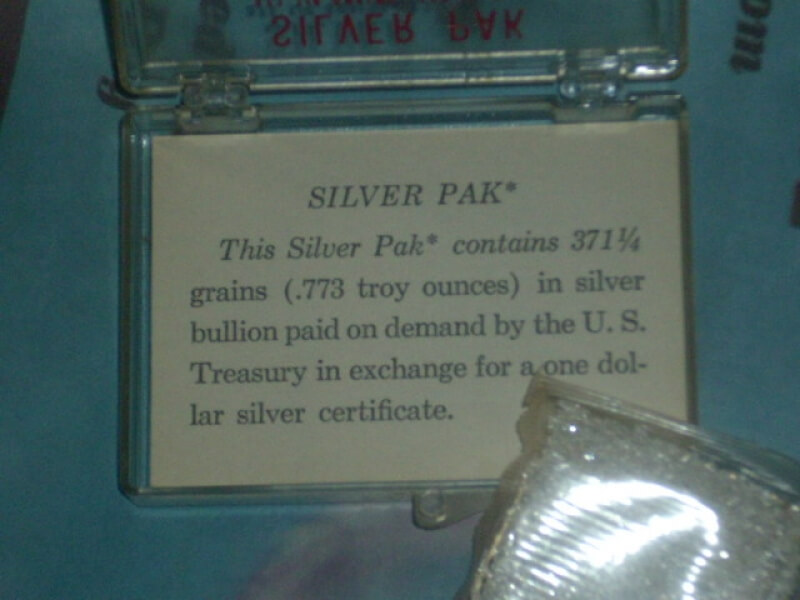 SILVER PAK
SILVER PAK*
This Silver Pak* contains 371¼
grains (.773 troy ounces) in silver
bullion paid on demand by the U. S.
Treasury in exchange for a one dol-
lar silver certificate.
om